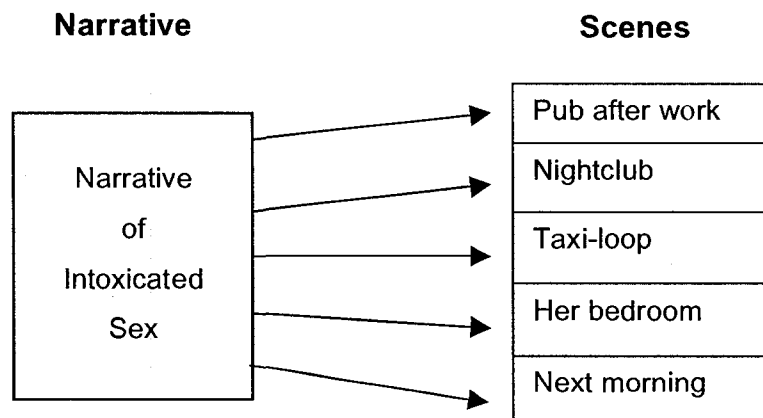 Narrative
Scenes
Narrative
of
Intoxicated
Sex
Pub after work
Nightclub
Taxi-loop
Her bedroom
Next morning